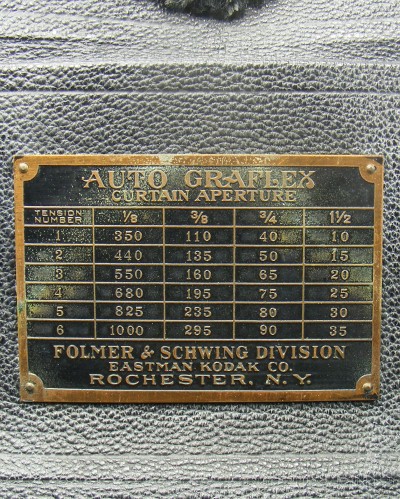 AUTO GRAFLEX
CURTAIN APERTURE
TENSION NUMBER 1/8 3/8 3/4 1 1/2
1 350 110 40 10
2 440 135 50 15
3 550 160 65 20
4 680 195 75 25
5 825 235 80 30
6 1000 295 90 35
FOLMER & SCHWING DIVISION
EASTMAN KODAK CO.
ROCHESTER, N.Y.